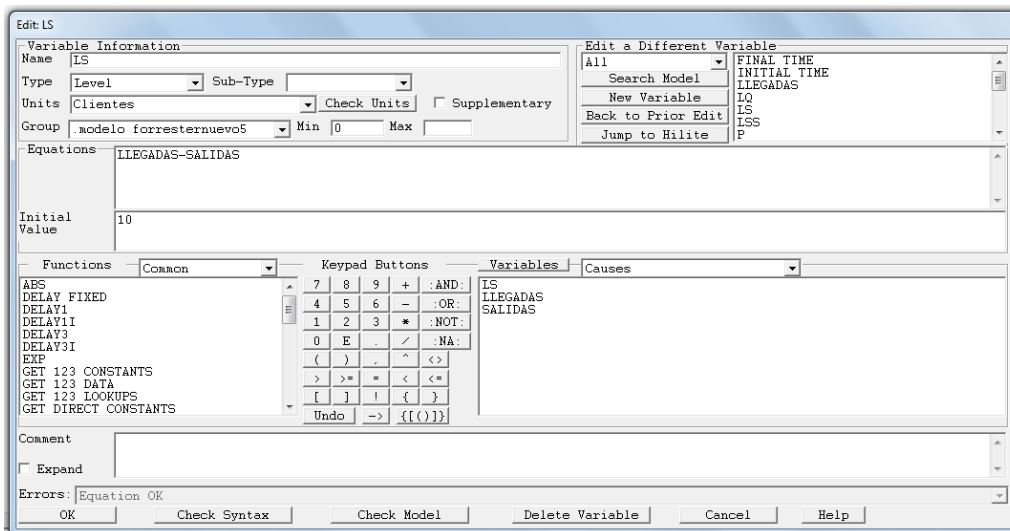 Edit: LS
Variable Information
Name LS
Type Level Sub-Type
Units Clientes Check Units Supplementary
Group .modelo forresternuevo5 Min 0 Max
Edit a Different Variable
All
Search Model
New Variable
Back to Prior Edit
Jump to Hilite
FINAL TIME
INITIAL TIME
LLEGADAS
LQ
LS
LSS
P
Equations LLEGADAS-SALIDAS
Initial Value 10
Functions Common
ABS
DELAY FIXED
DELAY1
DELAY1I
DELAY3
DELAY3I
EXP
GET 123 CONSTANTS
GET 123 DATA
GET 123 LOOKUPS
GET DIRECT CONSTANTS
Keypad Buttons
7 8 9 + :AND:
4 5 6 - :OR:
1 2 3 * :NOT:
0 E . / :NA:
( ) , ^ <>
> >= = < <=
[ ] ! { }
Undo -> {[()]}
Variables Causes
LS
LLEGADAS
SALIDAS
Comment
Expand
Errors: Equation OK
OK Check Syntax Check Model Delete Variable Cancel Help